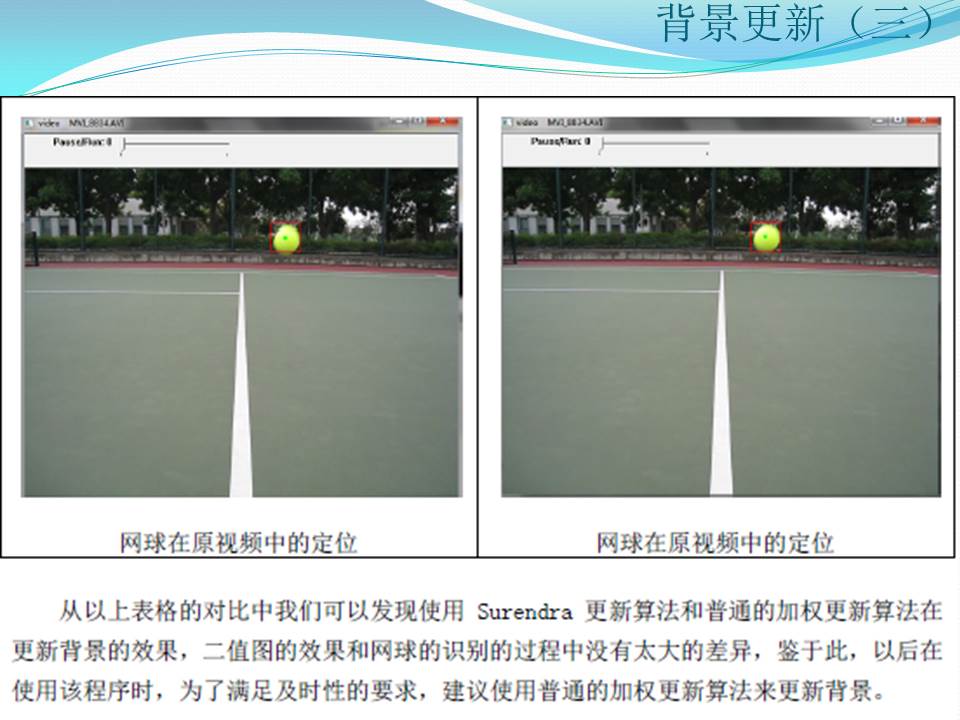 背景更新（三）
video MVI_8834.AVI
Pause/Run: 0
video MVI_8834.AVI
Pause/Run: 0
网球在原视频中的定位
网球在原视频中的定位
从以上表格的对比中我们可以发现使用 Surendra 更新算法和普通的加权更新算法在
更新背景的效果，二值图的效果和网球的识别的过程中没有太大的差异，鉴于此，以后在
使用该程序时，为了满足及时性的要求，建议使用普通的加权更新算法来更新背景。